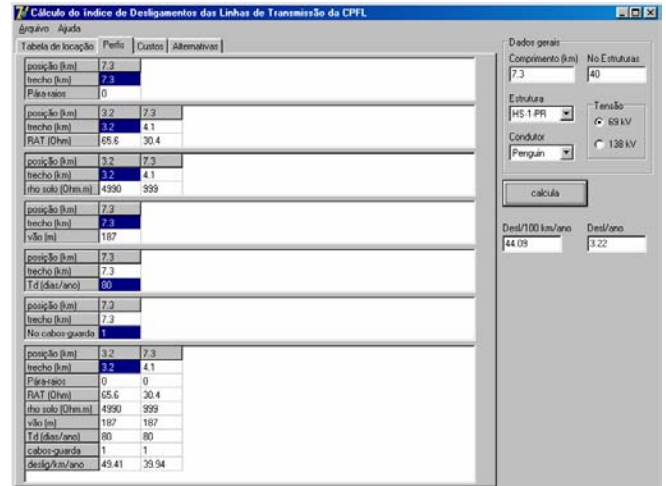 Cálculo do índice de Desligamentos das Linhas de Transmissão da CPFL
Arquivo Ajuda
Tabela de locação Perfis Custos Alternativas
posição (km) 7.3
trecho (km) 7.3
Pára-raios 0
posição (km) 3.2 7.3
trecho (km) 3.2 4.1
RAT (Ohm) 65.6 30.4
posição (km) 3.2 7.3
trecho (km) 3.2 4.1
rho solo (Ohm.m) 4990 999
posição (km) 7.3
trecho (km) 7.3
vão (m) 187
posição (km) 7.3
trecho (km) 7.3
Td (dias/ano) 80
posição (km) 7.3
trecho (km) 7.3
No cabos-guarda 1
posição (km) 3.2 7.3
trecho (km) 3.2 4.1
Pára-raios 0 0
RAT (Ohm) 65.6 30.4
rho solo (Ohm.m) 4990 999
vão (m) 187 187
Td (dias/ano) 80 80
cabos-guarda 1 1
deslig/km/ano 49.41 39.94
Dados gerais
Comprimento (km) No Estruturas
7.3 40
Estrutura
HS-1-PR
Tensão
69 kV
138 kV
Condutor
Penguin
calcula
Desl/100 km/ano Desl/ano
44.09 3.22